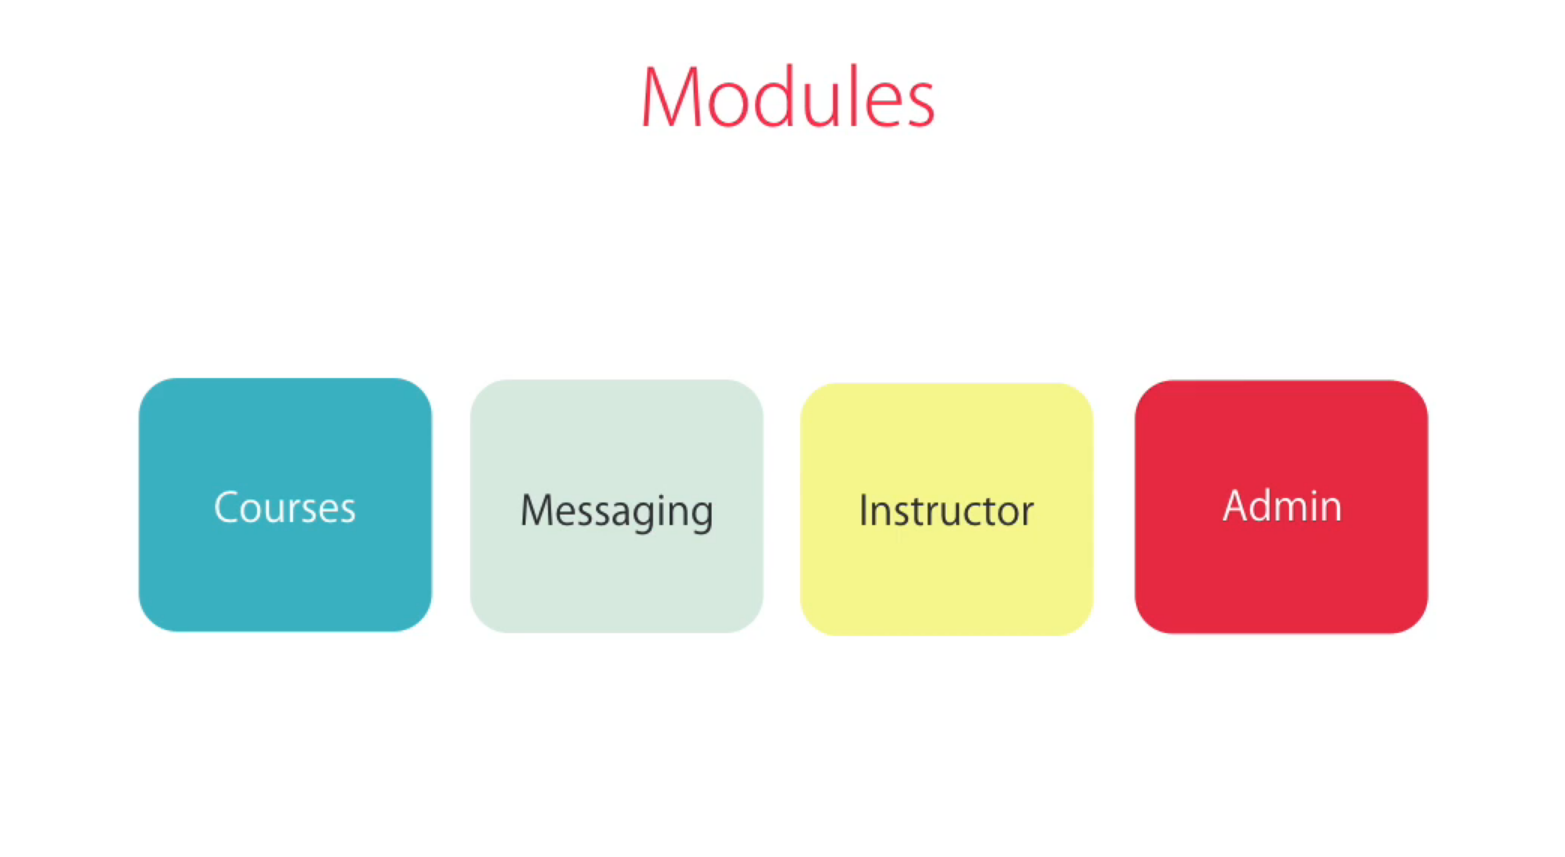 Modules
Courses
Messaging
Instructor
Admin